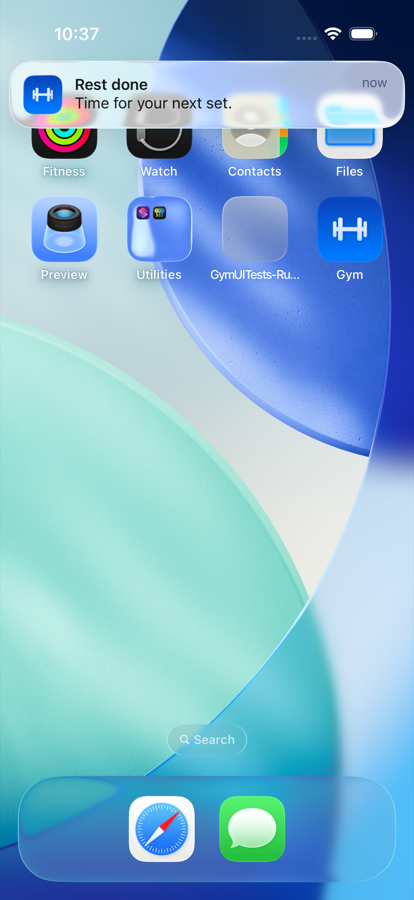 10:37
Rest done
now
Time for your next set.
Fitness
Watch
Contacts
Files
Preview
Utilities
GymUITests-Ru...
Gym
Search